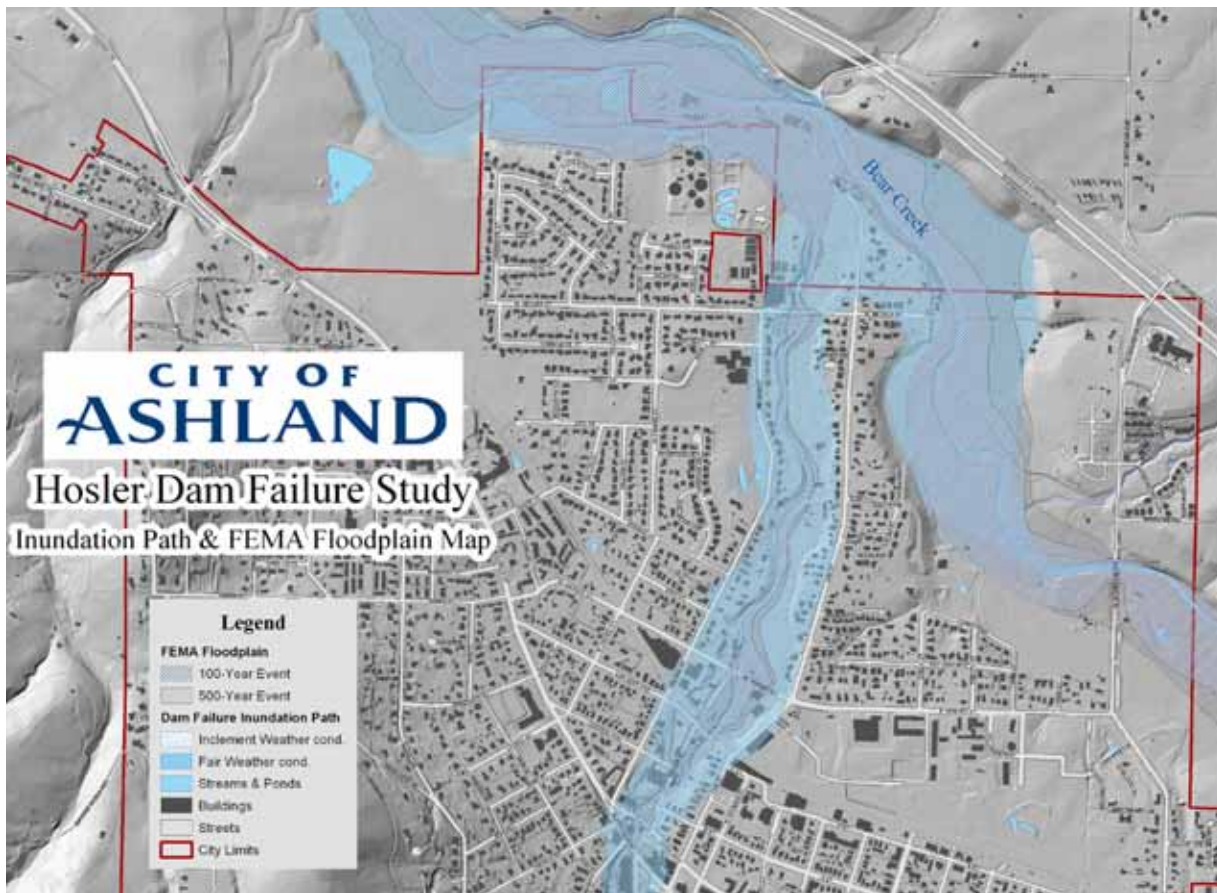 Bear Creek
CITY OF
ASHLAND
Hosler Dam Failure Study
Inundation Path & FEMA Floodplain Map
Legend
FEMA Floodplain
100-Year Event
500-Year Event
Dam Failure Inundation Path
Inclement Weather cond.
Fair Weather cond.
Streams & Ponds
Buildings
Streets
City Limits